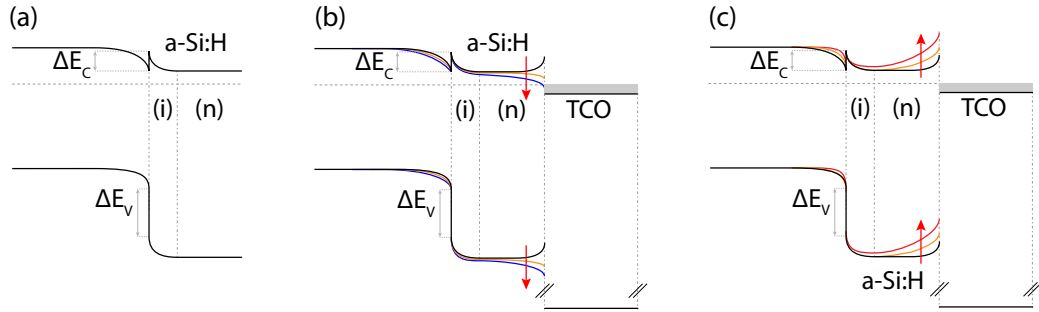 (a)
a-Si:H
ΔE_C
(i) (n)
ΔE_V
(b)
a-Si:H
ΔE_C
(i) (n)
TCO
ΔE_V
(c)
ΔE_C
(i) (n)
TCO
ΔE_V
a-Si:H